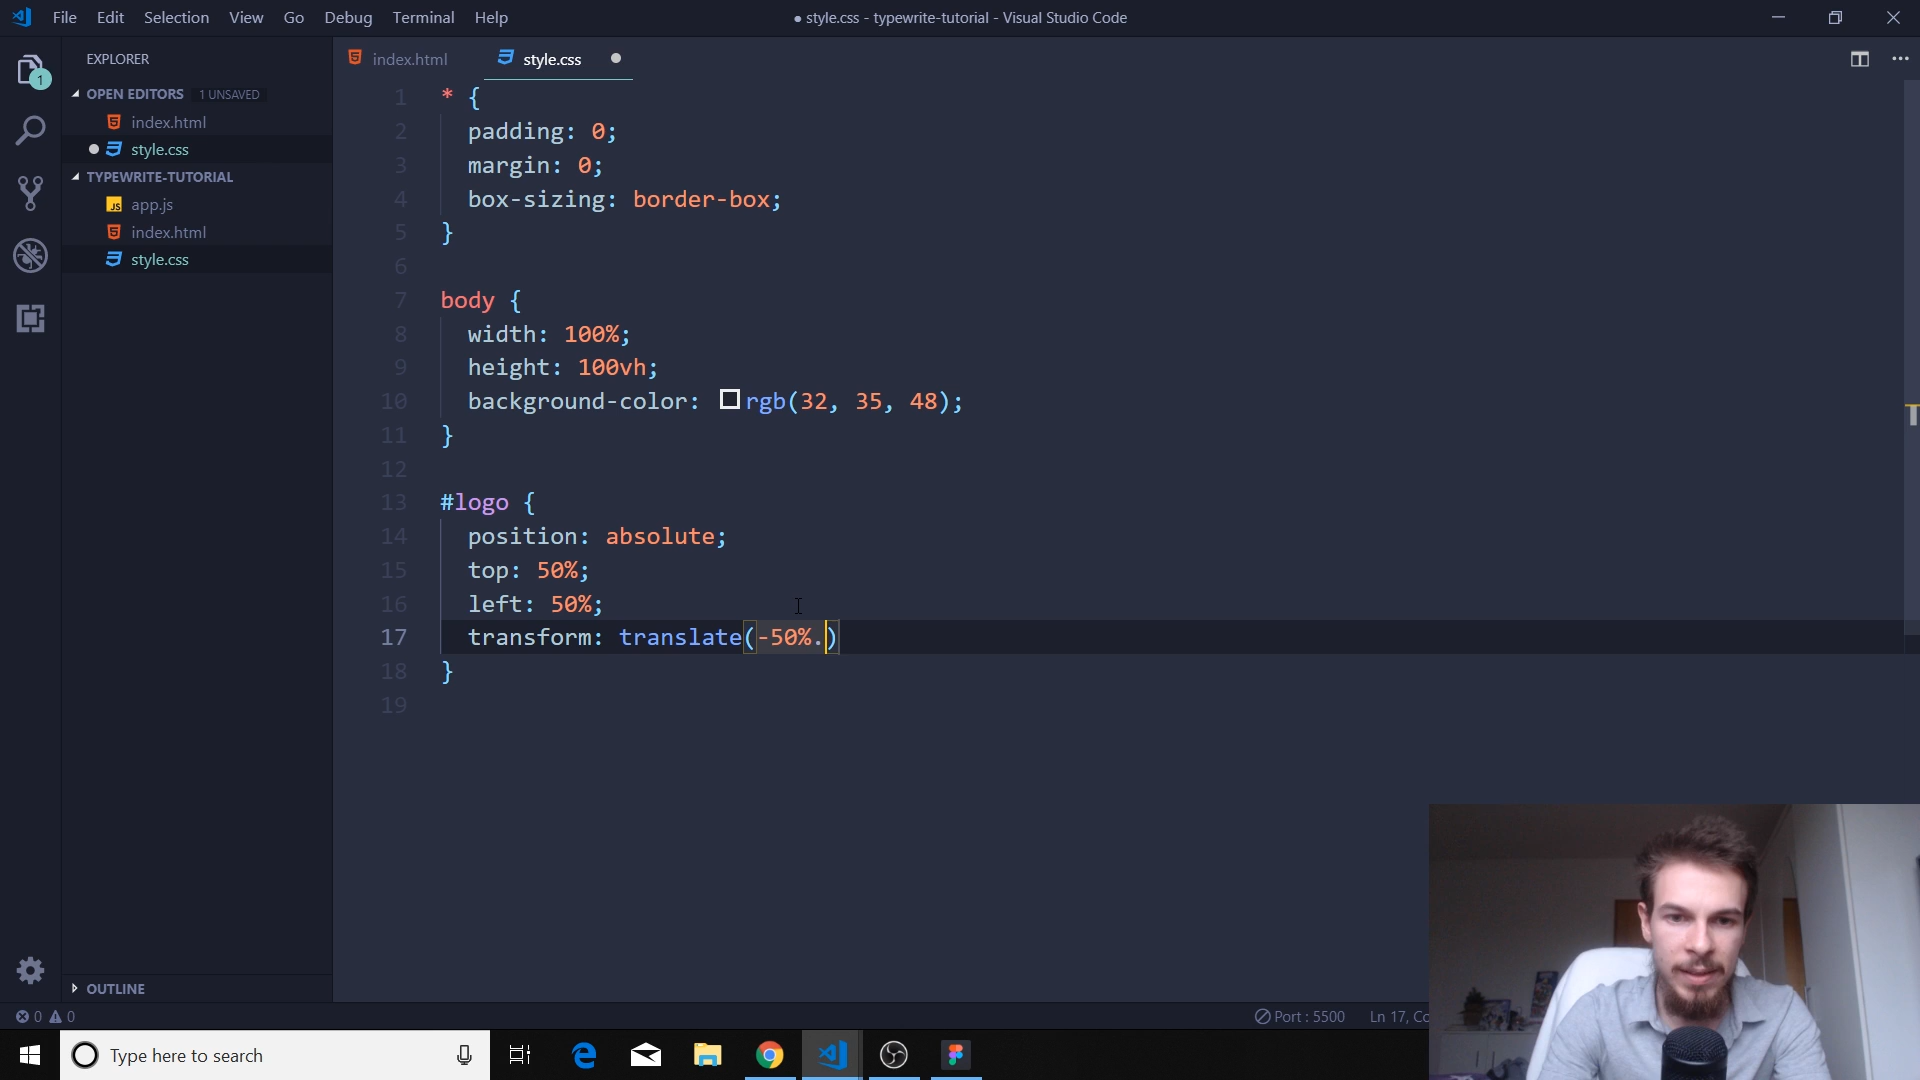 File Edit Selection View Go Debug Terminal Help
● style.css - typewrite-tutorial - Visual Studio Code
EXPLORER
OPEN EDITORS 1 UNSAVED
index.html
style.css
TYPEWRITE-TUTORIAL
JS app.js
index.html
style.css
OUTLINE
1
index.html
style.css
1 * {
2 padding: 0;
3 margin: 0;
4 box-sizing: border-box;
5 }
6
7 body {
8 width: 100%;
9 height: 100vh;
10 background-color: rgb(32, 35, 48);
11 }
12
13 #logo {
14 position: absolute;
15 top: 50%;
16 left: 50%;
17 transform: translate(-50%.)
18 }
19
0 0
Port : 5500 Ln 17, Co
Type here to search